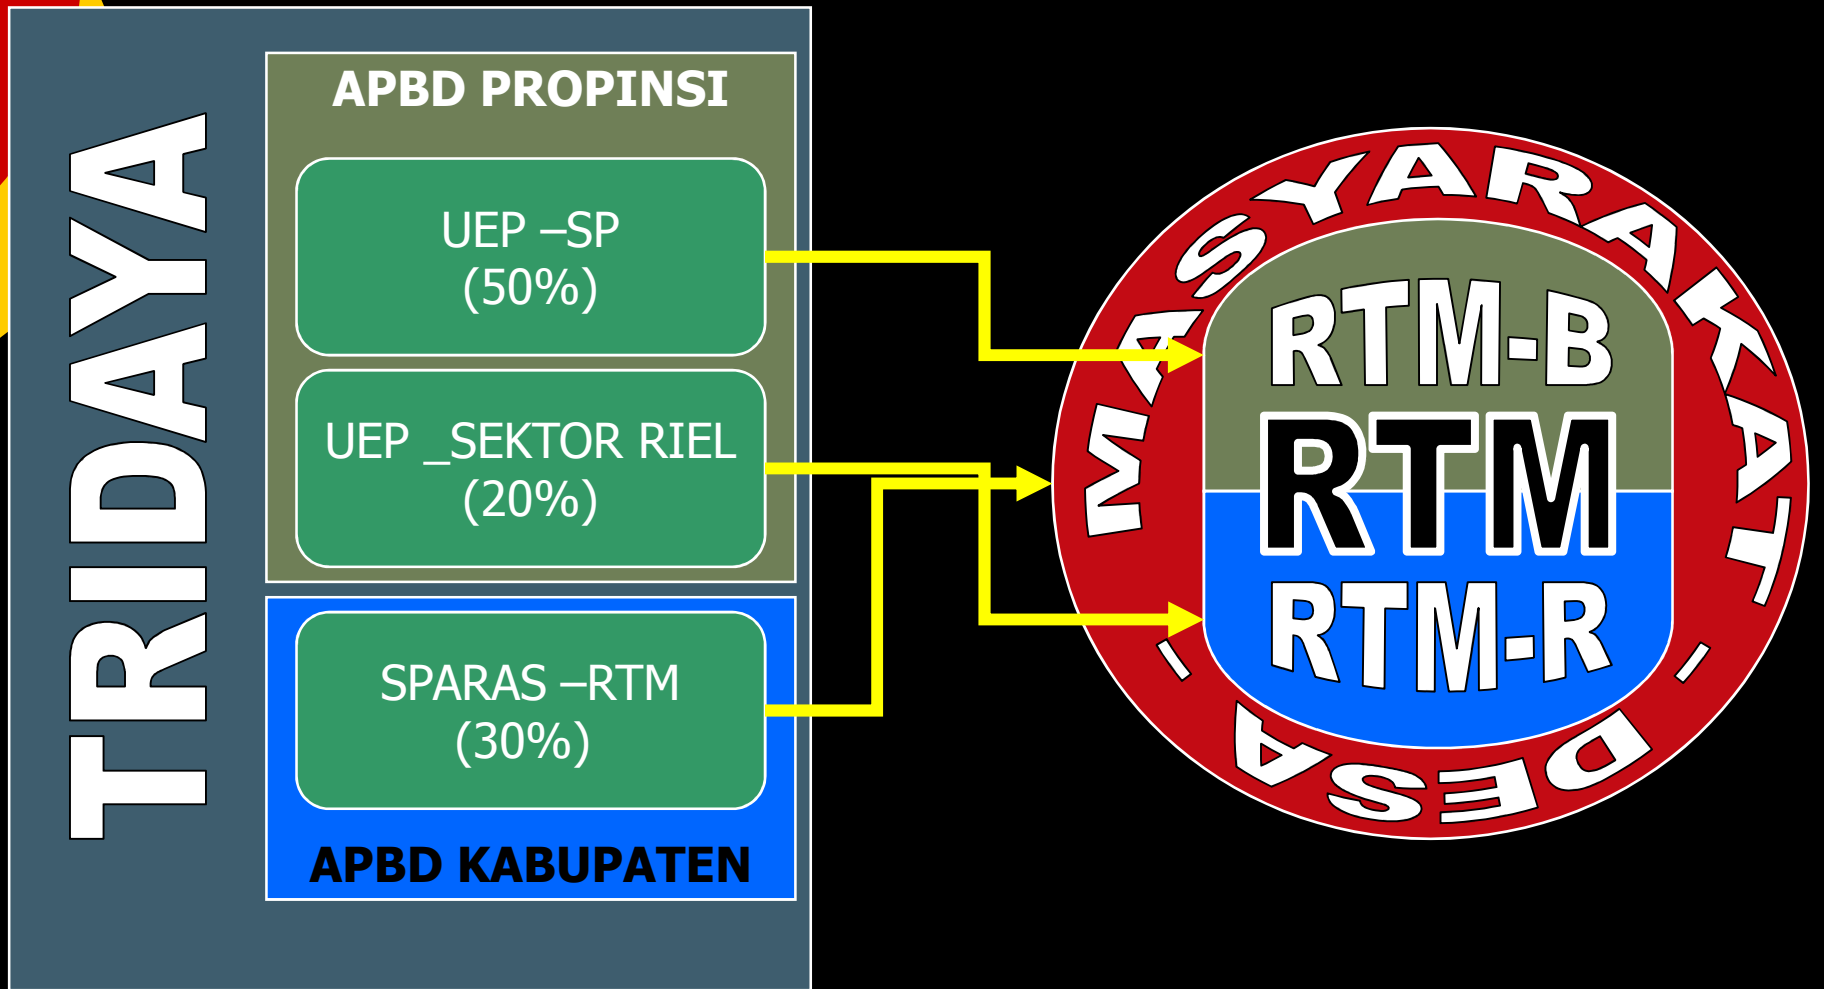 TRIDAYA
APBD PROPINSI
UEP –SP
(50%)
UEP _SEKTOR RIEL
(20%)
SPARAS –RTM
(30%)
APBD KABUPATEN
MASYARAKAT
RTM-B
RTM
RTM-R
– DESA –